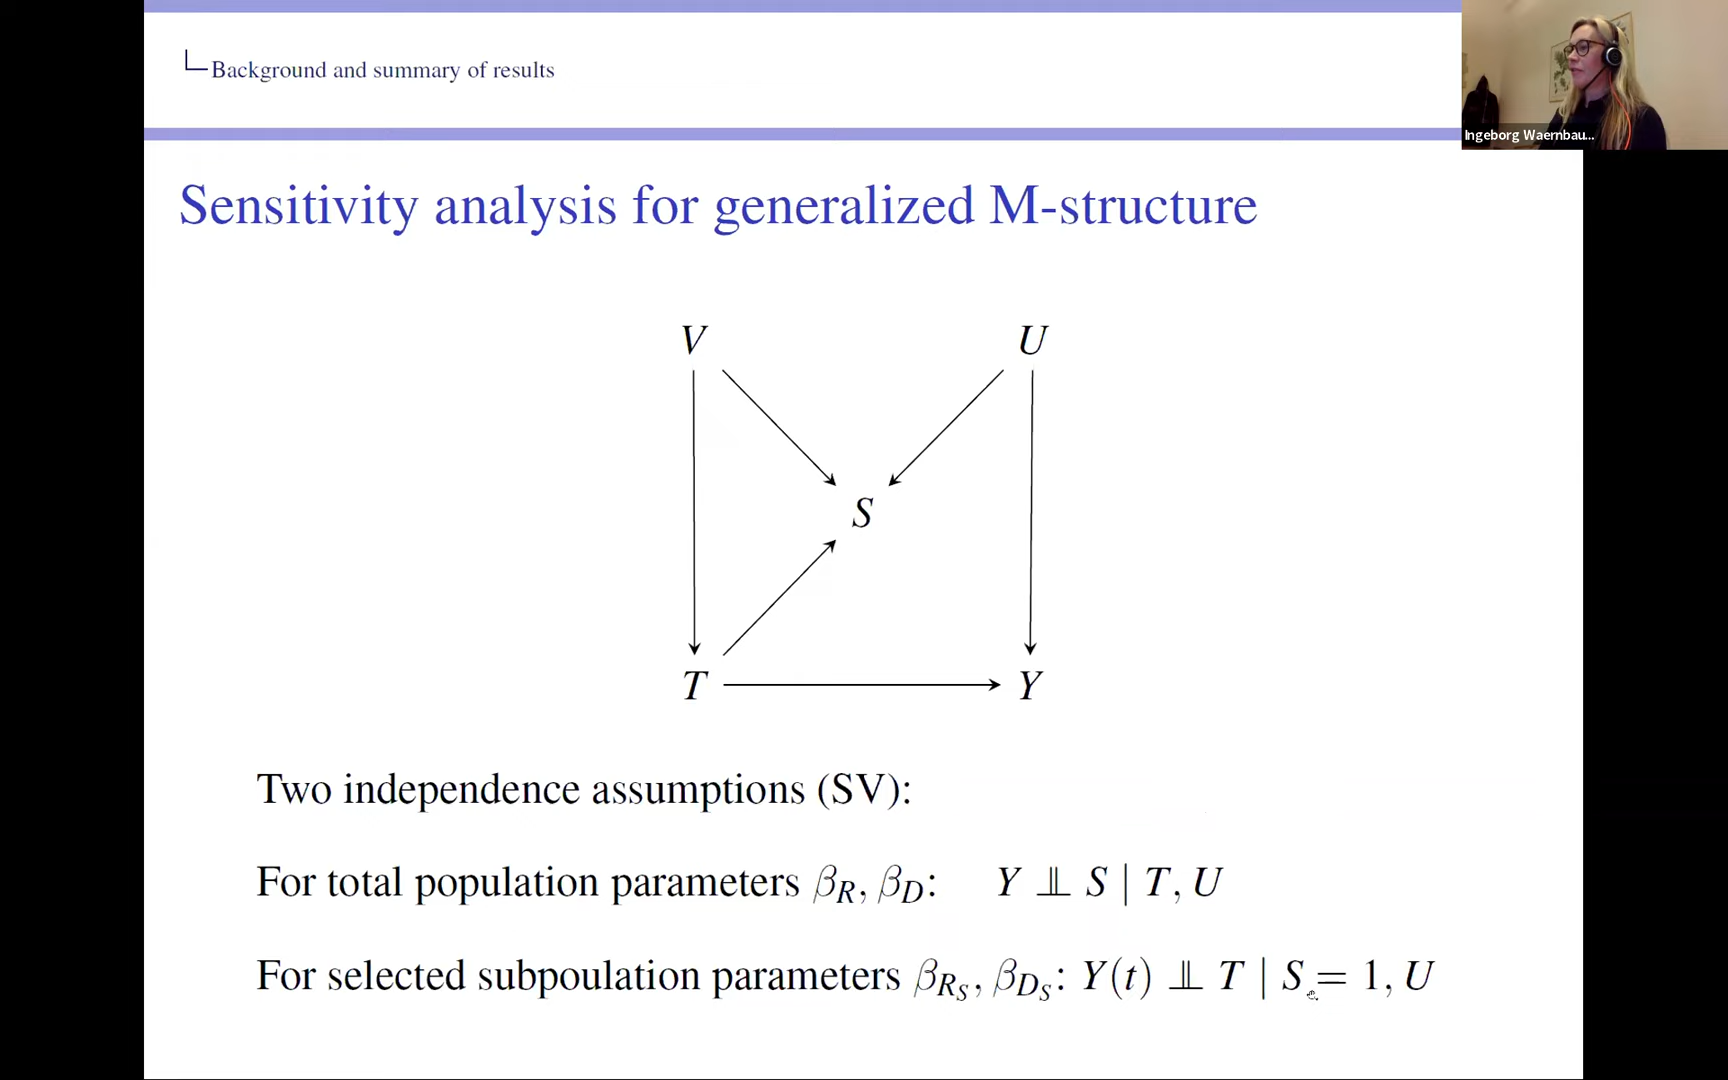 Background and summary of results
Ingeborg Waernbau...
Sensitivity analysis for generalized M-structure
V U
S
T Y
Two independence assumptions (SV):
For total population parameters β_R, β_D: Y ⫫ S | T, U
For selected subpoulation parameters β_{R_S}, β_{D_S}: Y(t) ⫫ T | S = 1, U